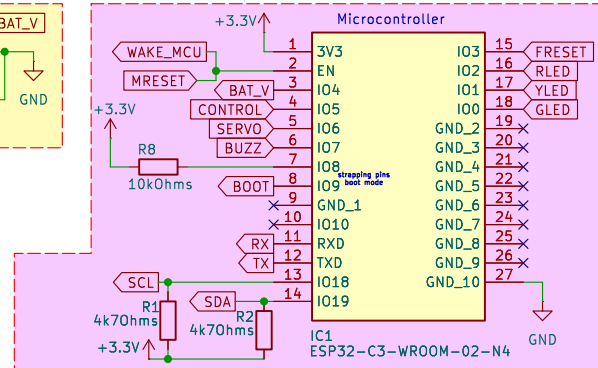 BAT_V
GND
Microcontroller
+3.3V
WAKE_MCU
MRESET
BAT_V
CONTROL
SERVO
BUZZ
+3.3V
R8
10kOhms
BOOT
RX
TX
SCL
SDA
R1
4k7Ohms
R2
4k7Ohms
+3.3V
1 3V3
2 EN
3 IO4
4 IO5
5 IO6
6 IO7
7 IO8
strapping pins
boot mode
8 IO9
9 GND_1
10 IO10
11 RXD
12 TXD
13 IO18
14 IO19
IO3 15 FRESET
IO2 16 RLED
IO1 17 YLED
IO0 18 GLED
GND_2 19
GND_3 20
GND_4 21
GND_5 22
GND_6 23
GND_7 24
GND_8 25
GND_9 26
GND_10 27
GND
IC1
ESP32-C3-WROOM-02-N4